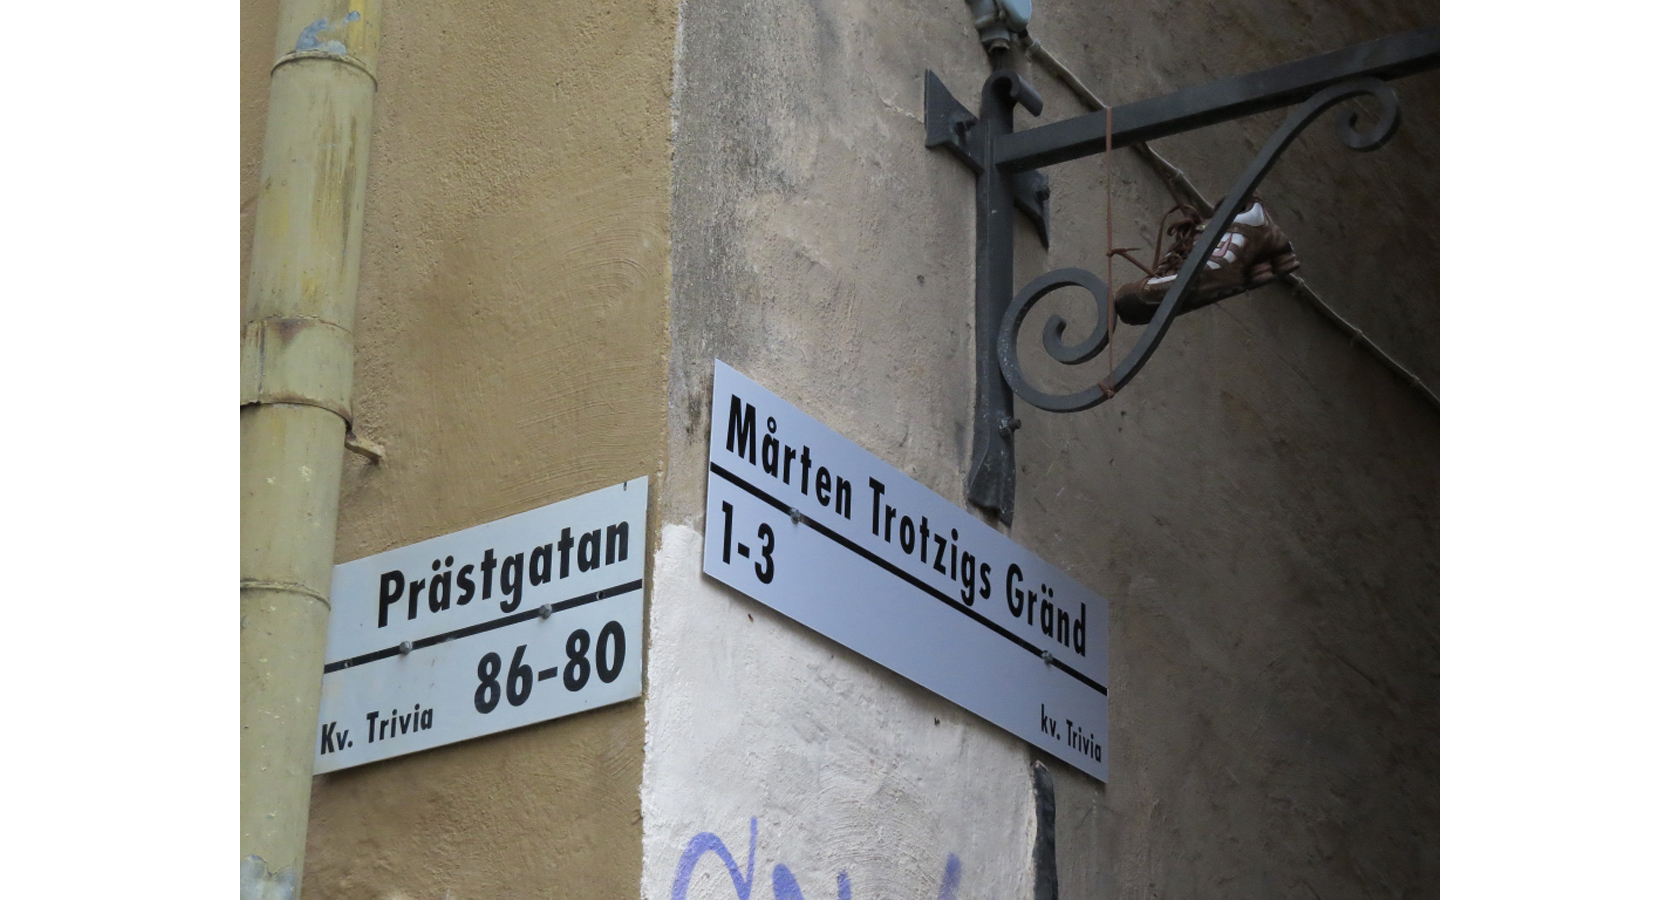 Prästgatan
86-80
Kv. Trivia
Mårten Trotzigs Gränd
1-3
kv. Trivia